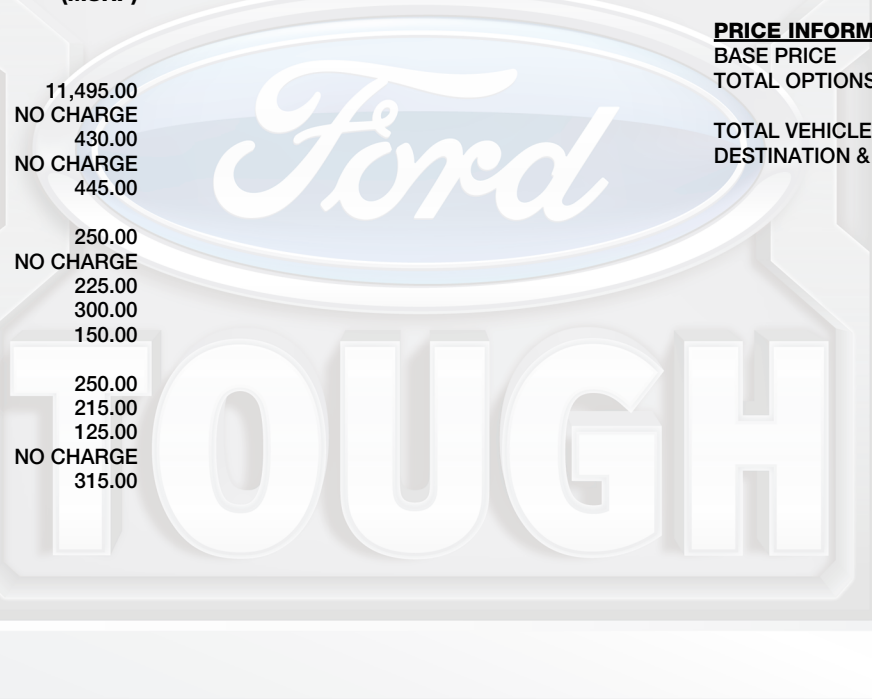 11,495.00
NO CHARGE
430.00
NO CHARGE
445.00
250.00
NO CHARGE
225.00
300.00
150.00
250.00
215.00
125.00
NO CHARGE
315.00
PRICE INFORM
BASE PRICE
TOTAL OPTIONS
TOTAL VEHICLE
DESTINATION &
Ford
TOUGH